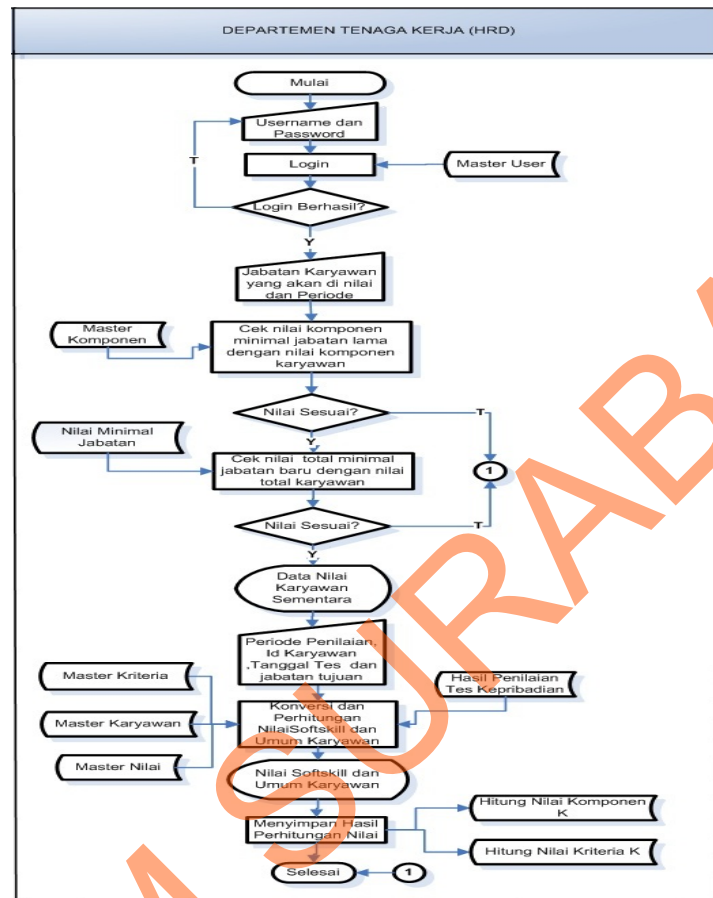 DEPARTEMEN TENAGA KERJA (HRD)
Mulai
Username dan
Password
T
Login
Master User
Login Berhasil?
Y
Jabatan Karyawan
yang akan di nilai
dan Periode
Master
Komponen
Cek nilai komponen
minimal jabatan lama
dengan nilai komponen
karyawan
Nilai Sesuai?
T
Y
Nilai Minimal
Jabatan
Cek nilai total minimal
jabatan baru dengan nilai
total karyawan
1
Nilai Sesuai?
T
Y
Data Nilai
Karyawan
Sementara
Periode Penilaian,
Id Karyawan
,Tanggal Tes dan
jabatan tujuan
Master Kriteria
Hasil Penilaian
Tes Kepribadian
Master Karyawan
Konversi dan
Perhitungan
NilaiSoftskill dan
Umum Karyawan
Master Nilai
Nilai Softskill dan
Umum Karyawan
Menyimpan Hasil
Perhitungan Nilai
Hitung Nilai Komponen
K
Hitung Nilai Kriteria K
Selesai
1
M SURABA